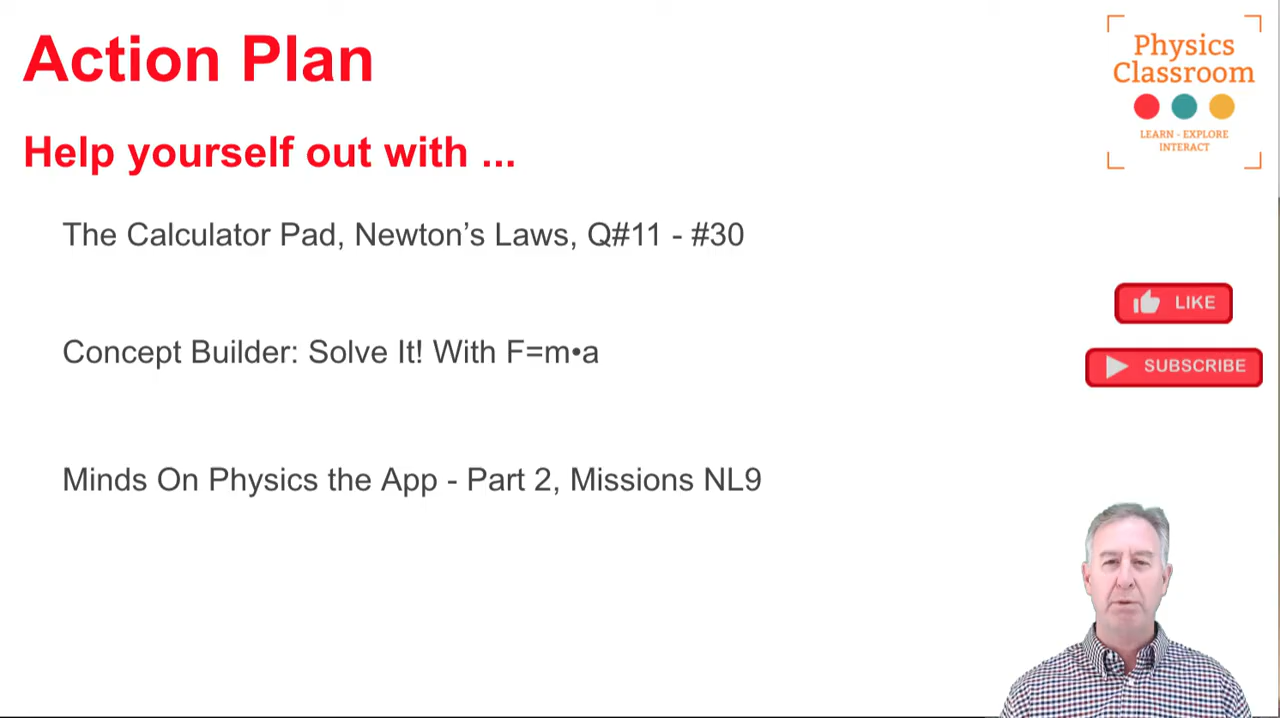 Action Plan
Help yourself out with ...
The Calculator Pad, Newton’s Laws, Q#11 - #30
Concept Builder: Solve It! With F=m•a
Minds On Physics the App - Part 2, Missions NL9
Physics
Classroom
LEARN - EXPLORE
INTERACT
LIKE
SUBSCRIBE